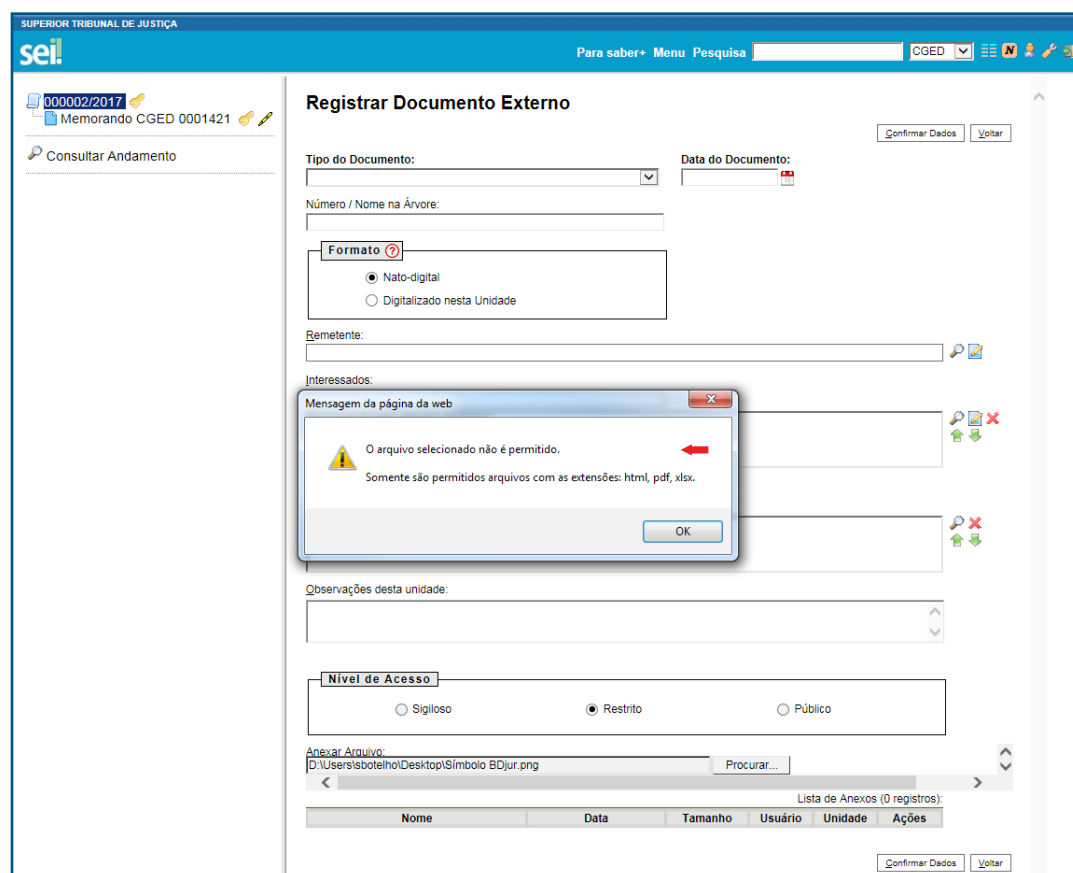 SUPERIOR TRIBUNAL DE JUSTIÇA
sei!
Para saber+ Menu Pesquisa
CGED
N
000002/2017
Memorando CGED 0001421
Consultar Andamento
Registrar Documento Externo
Confirmar Dados Voltar
Tipo do Documento: Data do Documento:
Número / Nome na Árvore:
Formato ?
Nato-digital
Digitalizado nesta Unidade
Remetente:
Interessados:
Mensagem da página da web
O arquivo selecionado não é permitido.
Somente são permitidos arquivos com as extensões: html, pdf, xlsx.
OK
Observações desta unidade:
Nível de Acesso
Sigiloso Restrito Público
Anexar Arquivo:
D:\Users\sbotelho\Desktop\Símbolo BDjur.png Procurar...
Lista de Anexos (0 registros):
Nome Data Tamanho Usuário Unidade Ações
Confirmar Dados Voltar